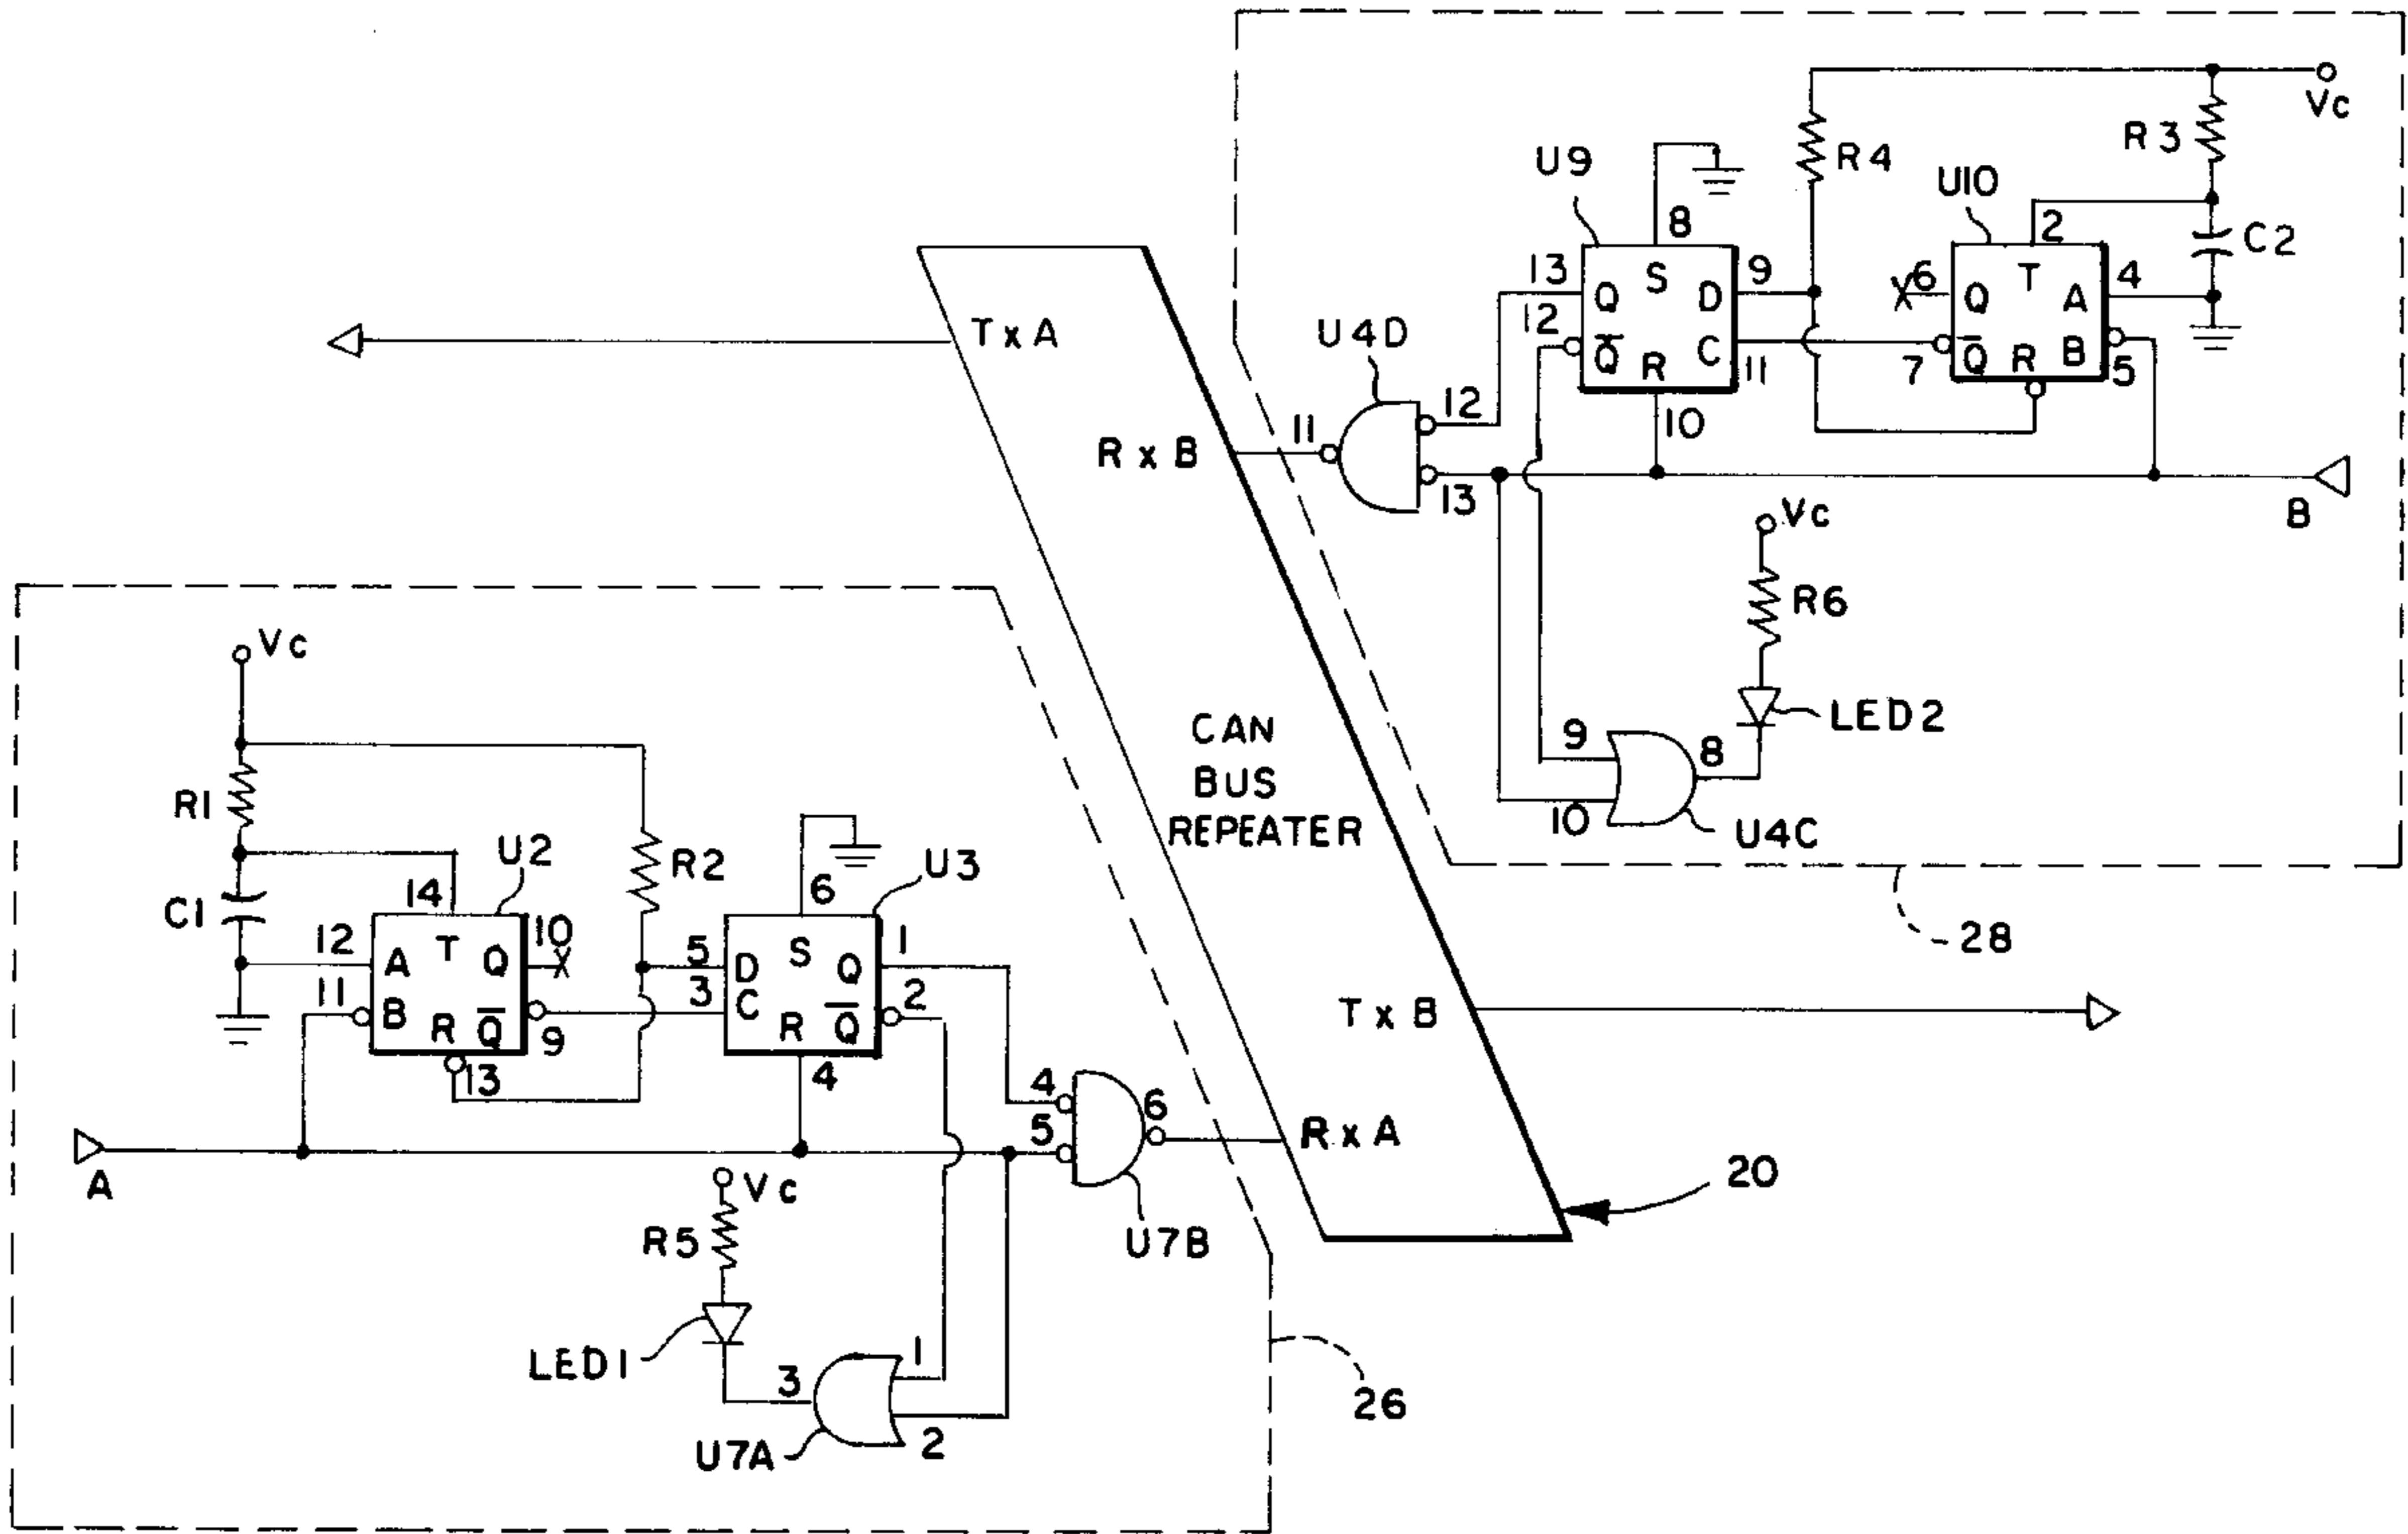 Vc
R3
R4
U9
U10
8
2
C2
13
Q
S
D
9
6
Q
T
A
4
12
Q̅
R
C
11
7
Q̅
R
B
5
10
TxA
U4D
12
11
13
RxB
B
Vc
R6
LED2
9
8
10
U4C
28
CAN
BUS
REPEATER
Vc
R1
R2
U2
U3
C1
14
6
12
A
T
Q
10
5
D
S
Q
1
11
B
R
Q̅
9
3
C
R
Q̅
2
13
4
TxB
4
5
6
RxA
A
U7B
20
Vc
R5
LED1
3
1
2
U7A
26